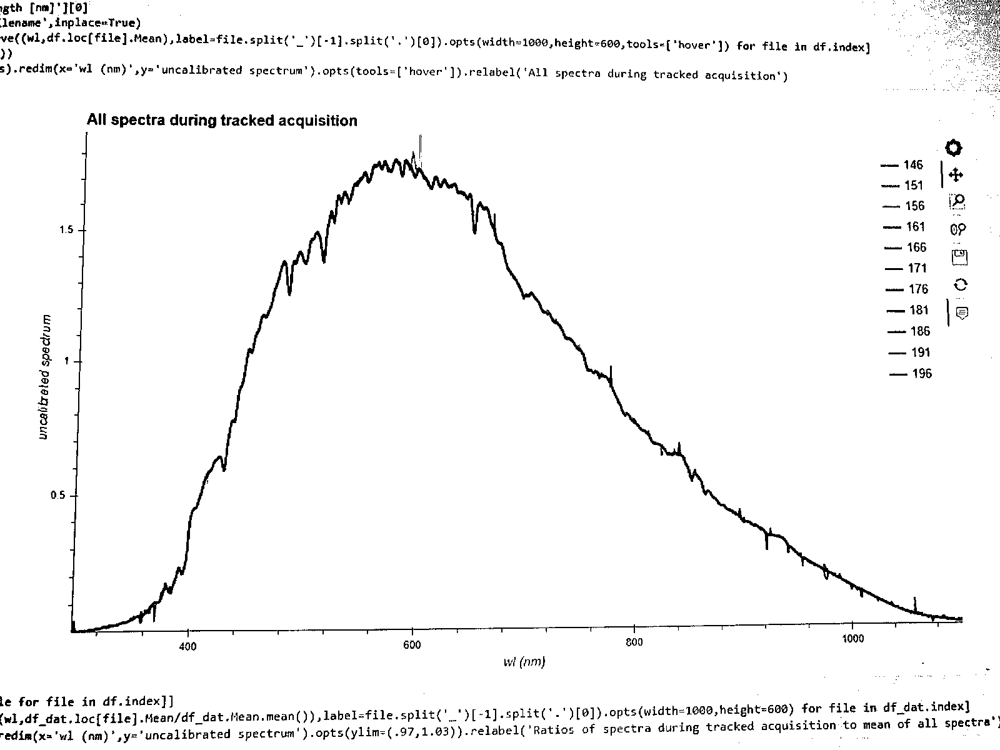 ngth [nm]'][0]
lename',inplace=True)
ve((wl,df.loc[file].Mean),label=file.split('_')[-1].split('.')[0]).opts(width=1000,height=600,tools=['hover']) for file in df.index]
))
s).redim(x='wl (nm)',y='uncalibrated spectrum').opts(tools=['hover']).relabel('All spectra during tracked acquisition')
All spectra during tracked acquisition
146
151
156
161
166
171
176
181
186
191
196
1.5
1
0.5
uncalibrated spectrum
400
600
800
1000
wl (nm)
le for file in df.index]]
(wl,df_dat.loc[file].Mean/df_dat.Mean.mean()),label=file.split('_')[-1].split('.')[0]).opts(width=1000,height=600) for file in df_dat.index]
redim(x='wl (nm)',y='uncalibrated spectrum').opts(ylim=(.97,1.03)).relabel('Ratios of spectra during tracked acquisition to mean of all spectra')